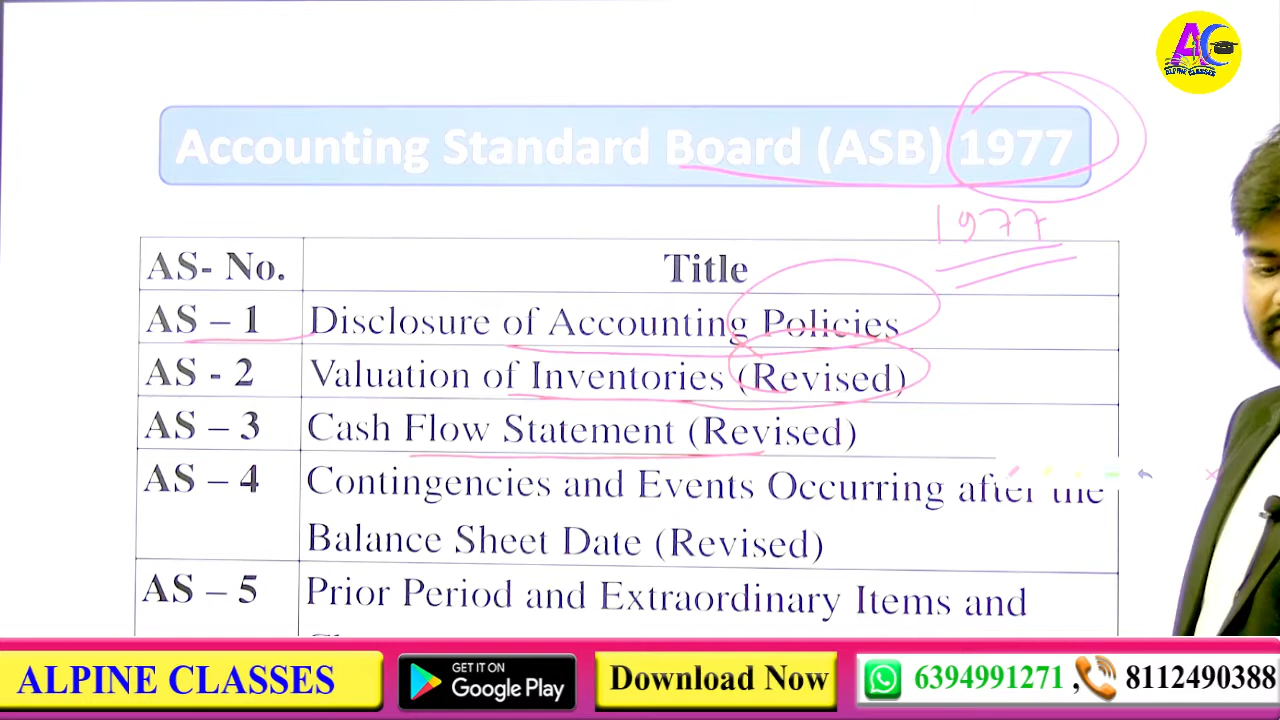 AC
ALPINE CLASSES
Accounting Standard Board (ASB) 1977
1977
AS- No. Title
AS – 1 Disclosure of Accounting Policies
AS - 2 Valuation of Inventories (Revised)
AS – 3 Cash Flow Statement (Revised)
AS – 4 Contingencies and Events Occurring after the
Balance Sheet Date (Revised)
AS – 5 Prior Period and Extraordinary Items and
ALPINE CLASSES
GET IT ON
Google Play
Download Now
6394991271 , 8112490388